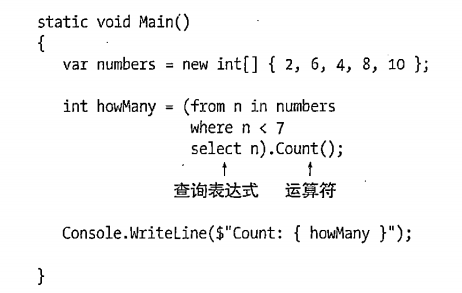 static void Main()
{
var numbers = new int[] { 2, 6, 4, 8, 10 };
int howMany = (from n in numbers
where n < 7
select n).Count();
查询表达式 运算符
Console.WriteLine($"Count: { howMany }");
}